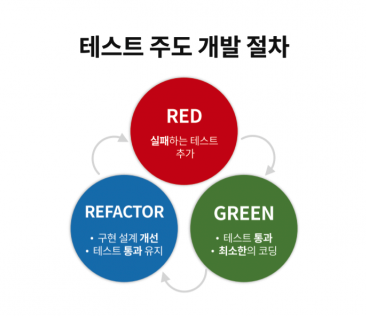 테스트 주도 개발 절차
RED
실패하는 테스트
추가
REFACTOR
• 구현 설계 개선
• 테스트 통과 유지
GREEN
• 테스트 통과
• 최소한의 코딩